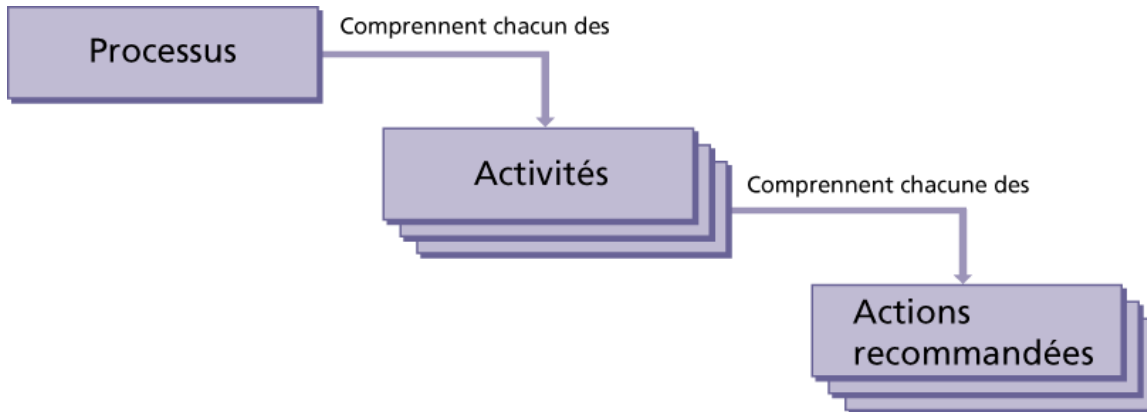 Processus
Comprennent chacun des
Activités
Comprennent chacune des
Actions
recommandées